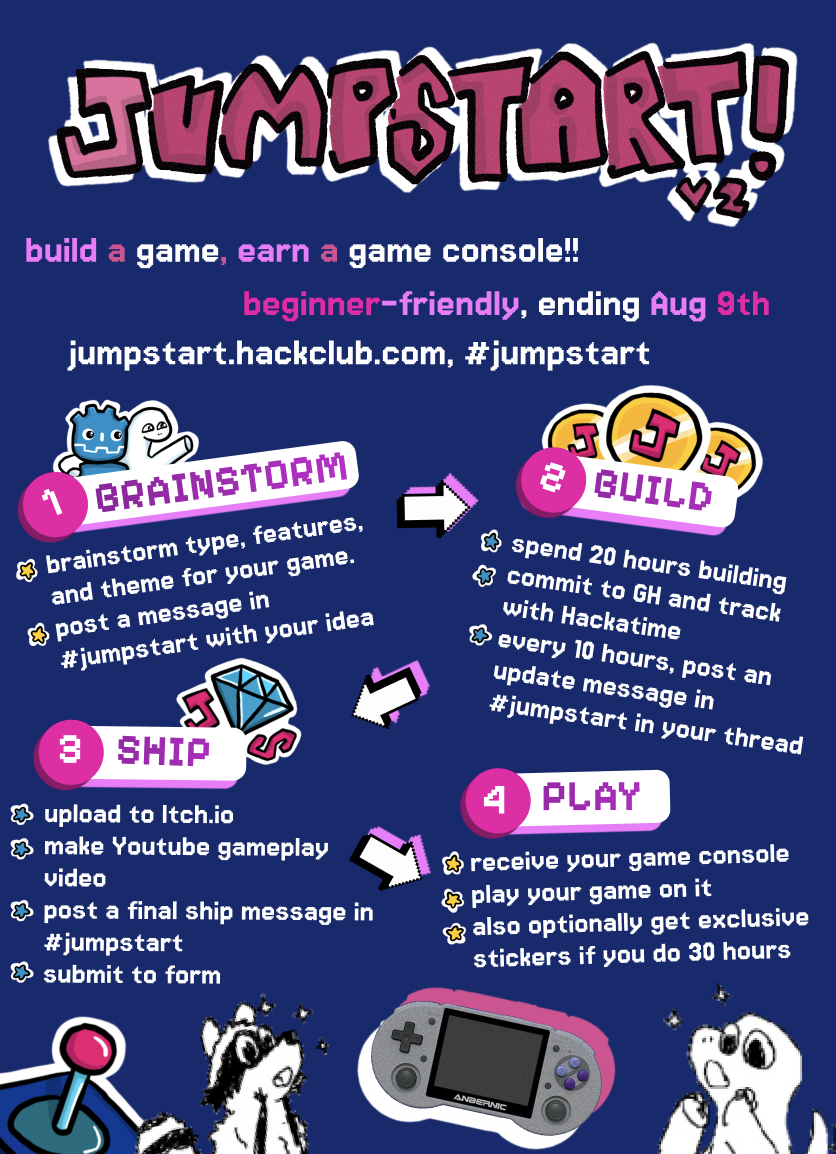 JUMPSTART!
v2
build a game, earn a game console!!
beginner-friendly, ending Aug 9th
jumpstart.hackclub.com, #jumpstart
1 BRAINSTORM
brainstorm type, features,
and theme for your game.
post a message in
#jumpstart with your idea
J J J
2 BUILD
spend 20 hours building
commit to GH and track
with Hackatime
every 10 hours, post an
update message in
#jumpstart in your thread
J S
3 SHIP
upload to Itch.io
make Youtube gameplay
video
post a final ship message in
#jumpstart
submit to form
4 PLAY
receive your game console
play your game on it
also optionally get exclusive
stickers if you do 30 hours
ANBERNIC